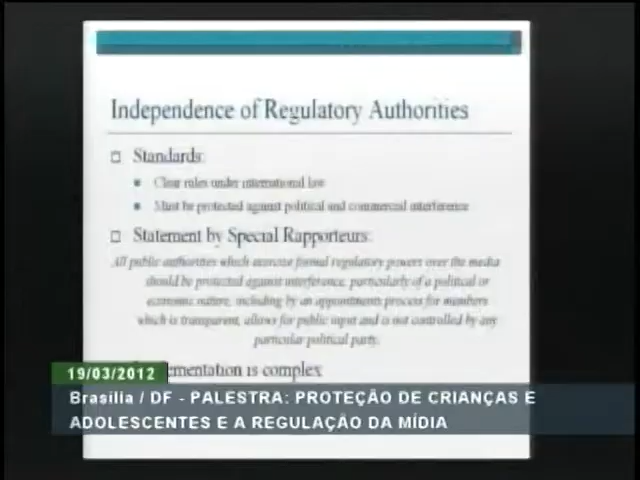 Independence of Regulatory Authorities
Standards:
Clear rules under international law
Must be protected against political and commercial interference
Statement by Special Rapporteurs:
All public authorities which exercise formal regulatory powers over the media
should be protected against interference, particularly of a political or
economic nature, including by an appointments process for members
which is transparent, allows for public input and is not controlled by any
particular political party.
ementation is complex
19/03/2012
Brasília / DF - PALESTRA: PROTEÇÃO DE CRIANÇAS E
ADOLESCENTES E A REGULAÇÃO DA MÍDIA